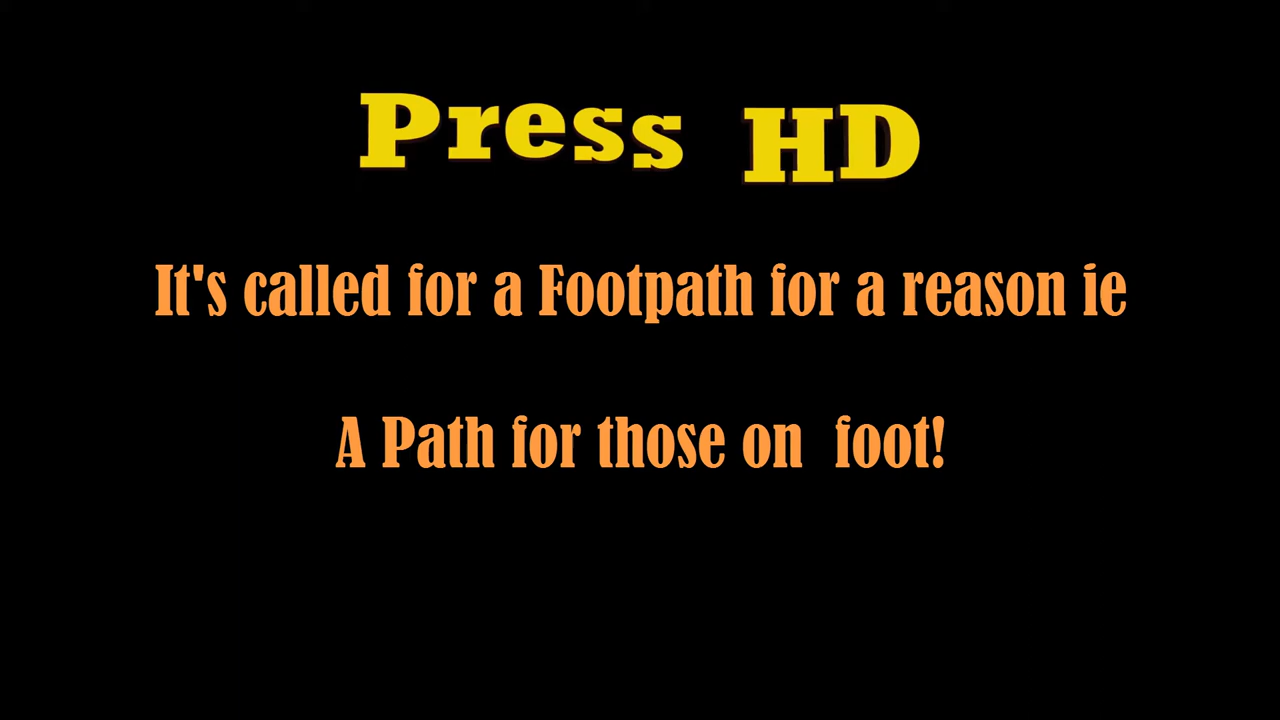 Press HD
It's called for a Footpath for a reason ie
A Path for those on foot!